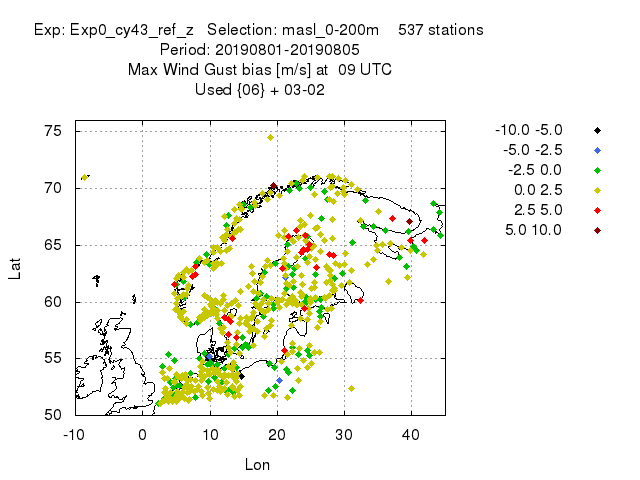 Exp: Exp0_cy43_ref_z Selection: masl_0-200m 537 stations
Period: 20190801-20190805
Max Wind Gust bias [m/s] at 09 UTC
Used {06} + 03-02
75
70
65
60
55
50
-10 0 10 20 30 40
Lat
Lon
-10.0 -5.0
-5.0 -2.5
-2.5 0.0
0.0 2.5
2.5 5.0
5.0 10.0